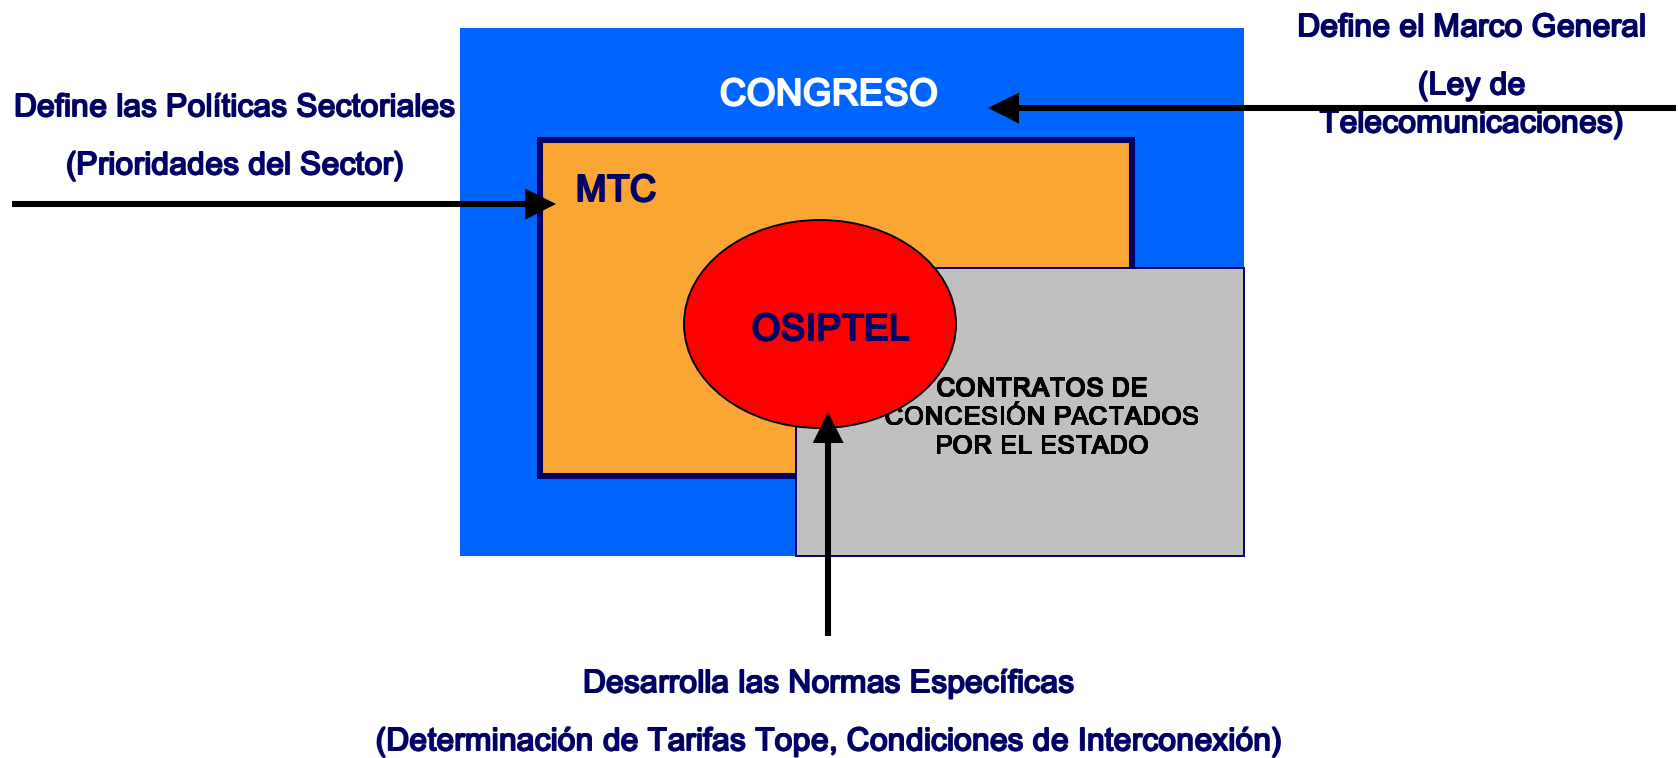 Define el Marco General
(Ley de
Telecomunicaciones)
CONGRESO
Define las Políticas Sectoriales
(Prioridades del Sector)
MTC
OSIPTEL
CONTRATOS DE
CONCESIÓN PACTADOS
POR EL ESTADO
Desarrolla las Normas Específicas
(Determinación de Tarifas Tope, Condiciones de Interconexión)